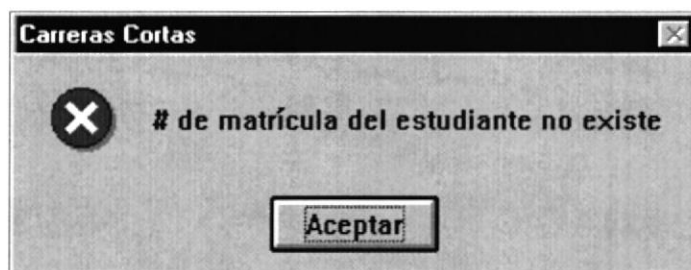 Carreras Cortas
# de matrícula del estudiante no existe
Aceptar